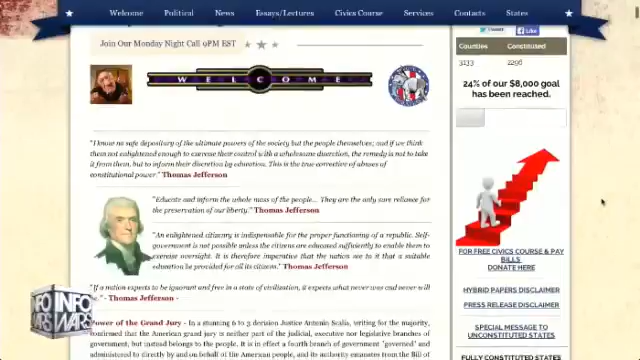 Welcome Political News Essays/Lectures Civics Course Services Contacts States
Join Our Monday Night Call 9PM EST
Tweet Like
Counties Constituted
3133 2296
WELCOME
24% of our $8,000 goal
has been reached.
"I know no safe depositary of the ultimate powers of the society but the people themselves; and if we think
them not enlightened enough to exercise their control with a wholesome discretion, the remedy is not to take
it from them, but to inform their discretion by education. This is the true corrective of abuses of
constitutional power." Thomas Jefferson
"Educate and inform the whole mass of the people... They are the only sure reliance for
the preservation of our liberty." Thomas Jefferson
"An enlightened citizenry is indispensable for the proper functioning of a republic. Self-
government is not possible unless the citizens are educated sufficiently to enable them to
exercise oversight. It is therefore imperative that the nation see to it that a suitable
education be provided for all its citizens." Thomas Jefferson
"If a nation expects to be ignorant and free in a state of civilization, it expects what never was and never will
- Thomas Jefferson -
FOR FREE CIVICS COURSE & PAY
BILLS
DONATE HERE
HYBRID PAPERS DISCLAIMER
PRESS RELEASE DISCLAIMER
SPECIAL MESSAGE TO
UNCONSTITUTED STATES
FULLY CONSTITUTED STATES
INFO INFO
WARS WARS
Power of the Grand Jury - In a stunning 6 to 3 decision Justice Antonin Scalia, writing for the majority,
confirmed that the American grand jury is neither part of the judicial, executive nor legislative branches of
government, but instead belongs to the people. It is in effect a fourth branch of government "governed" and
administered to directly by and on behalf of the American people, and its authority emanates from the Bill of